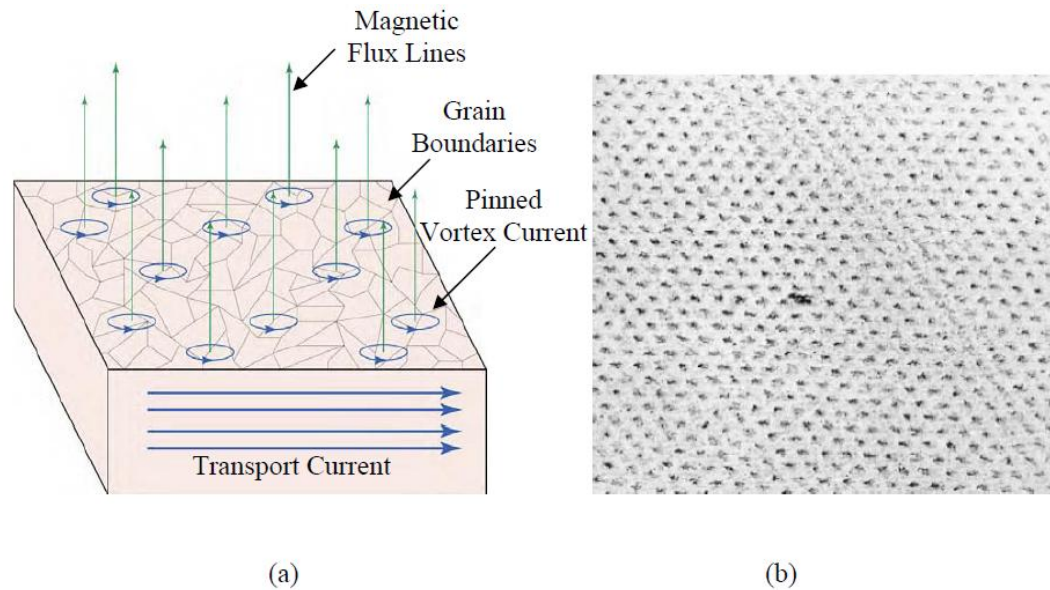 Magnetic
Flux Lines
Grain
Boundaries
Pinned
Vortex Current
Transport Current
(a)
(b)